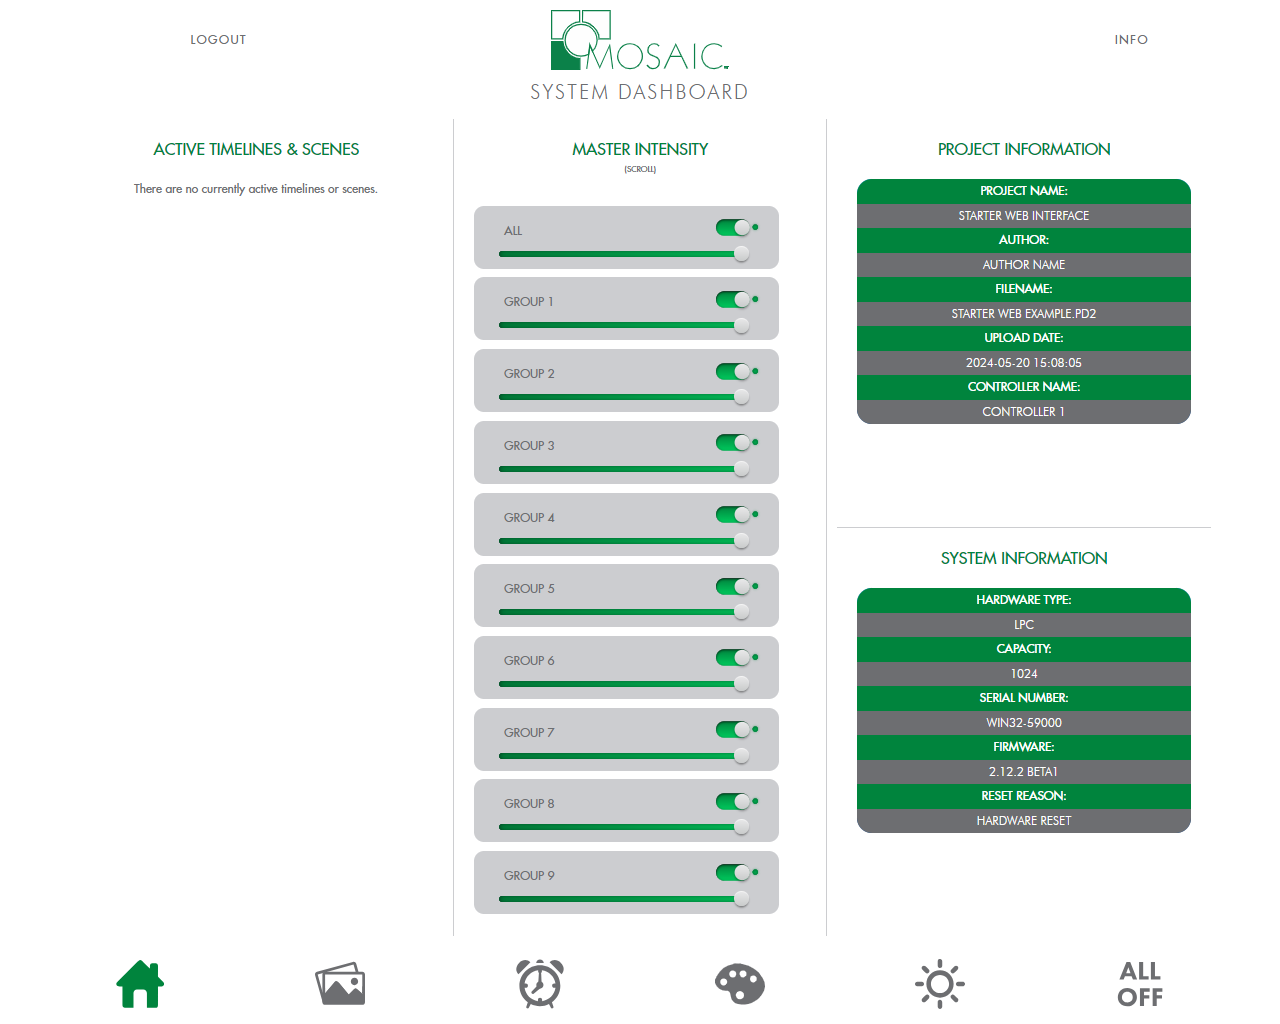 LOGOUT
MOSAIC
INFO
SYSTEM DASHBOARD
ACTIVE TIMELINES & SCENES
There are no currently active timelines or scenes.
MASTER INTENSITY
(SCROLL)
ALL
GROUP 1
GROUP 2
GROUP 3
GROUP 4
GROUP 5
GROUP 6
GROUP 7
GROUP 8
GROUP 9
PROJECT INFORMATION
PROJECT NAME:
STARTER WEB INTERFACE
AUTHOR:
AUTHOR NAME
FILENAME:
STARTER WEB EXAMPLE.PD2
UPLOAD DATE:
2024-05-20 15:08:05
CONTROLLER NAME:
CONTROLLER 1
SYSTEM INFORMATION
HARDWARE TYPE:
LPC
CAPACITY:
1024
SERIAL NUMBER:
WIN32-59000
FIRMWARE:
2.12.2 BETA1
RESET REASON:
HARDWARE RESET
ALL
OFF